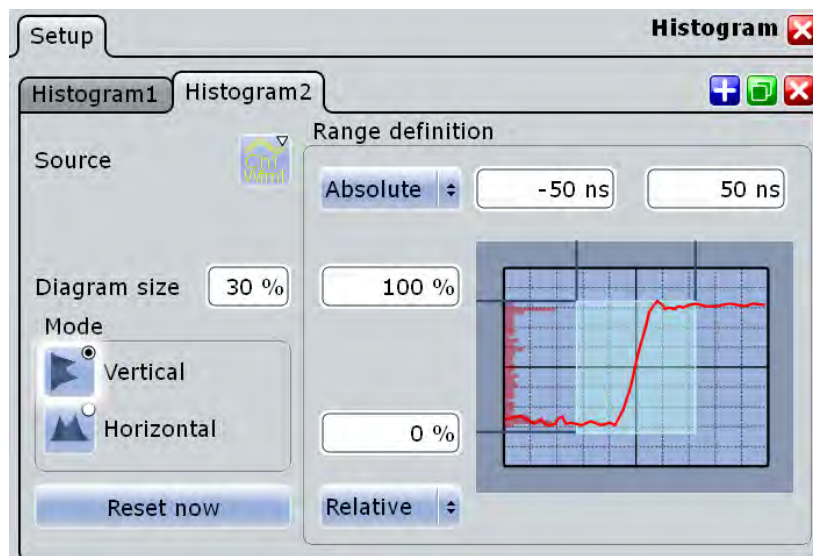 Setup
Histogram
Histogram1
Histogram2
Source
Range definition
Absolute
-50 ns
50 ns
Diagram size
30 %
100 %
Mode
Vertical
Horizontal
0 %
Reset now
Relative